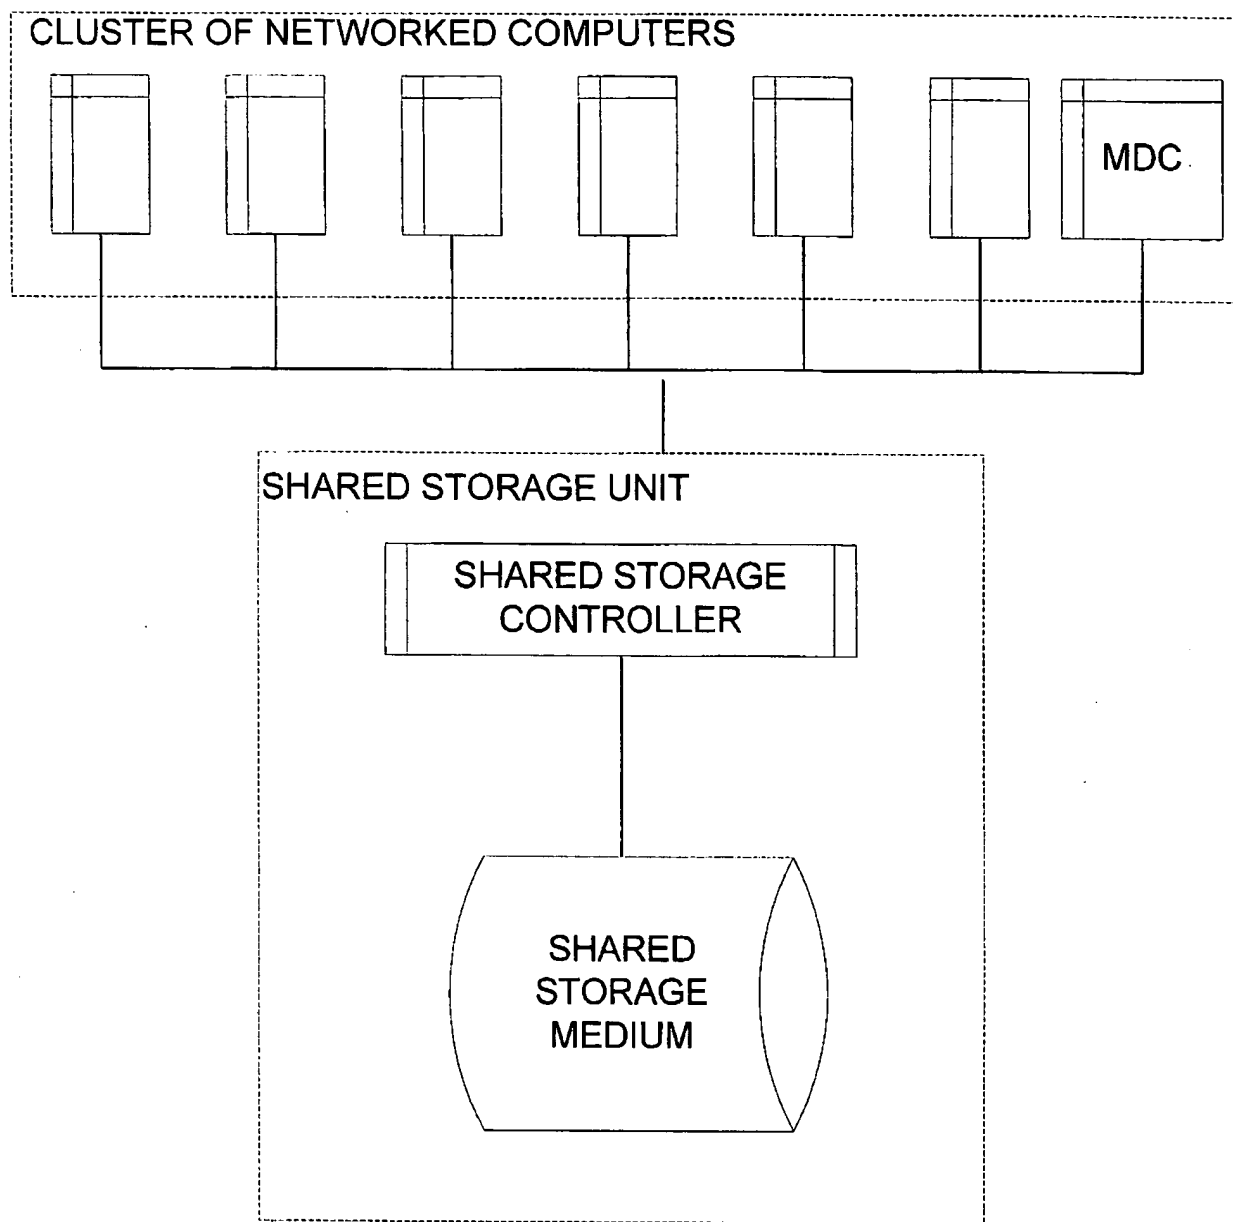 CLUSTER OF NETWORKED COMPUTERS
MDC
SHARED STORAGE UNIT
SHARED STORAGE
CONTROLLER
SHARED
STORAGE
MEDIUM